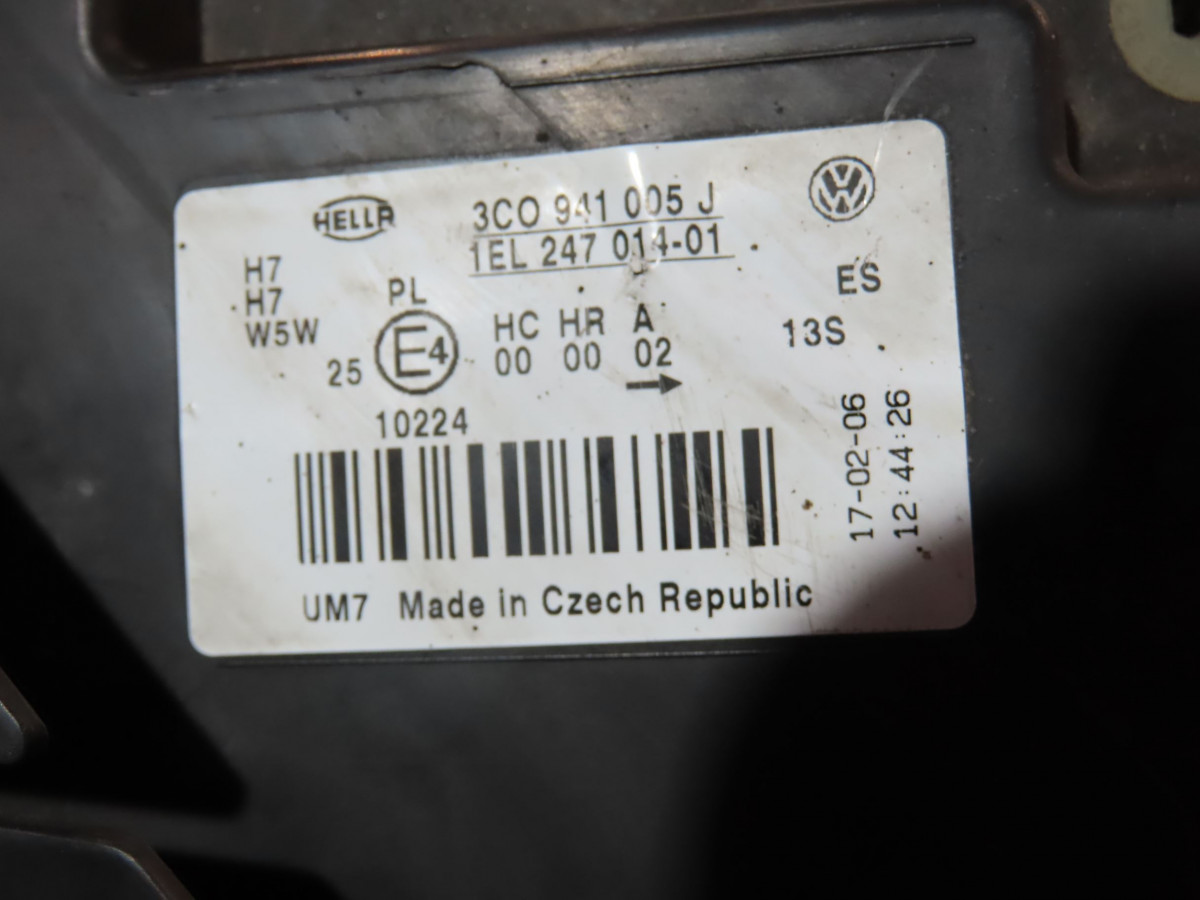 HELLA
3C0 941 005 J
1EL 247 014-01
H7
H7
W5W
PL
25 E4
10224
HC HR A
00 00 02
→
ES
13S
17-02-06
12:44:26
UM7 Made in Czech Republic